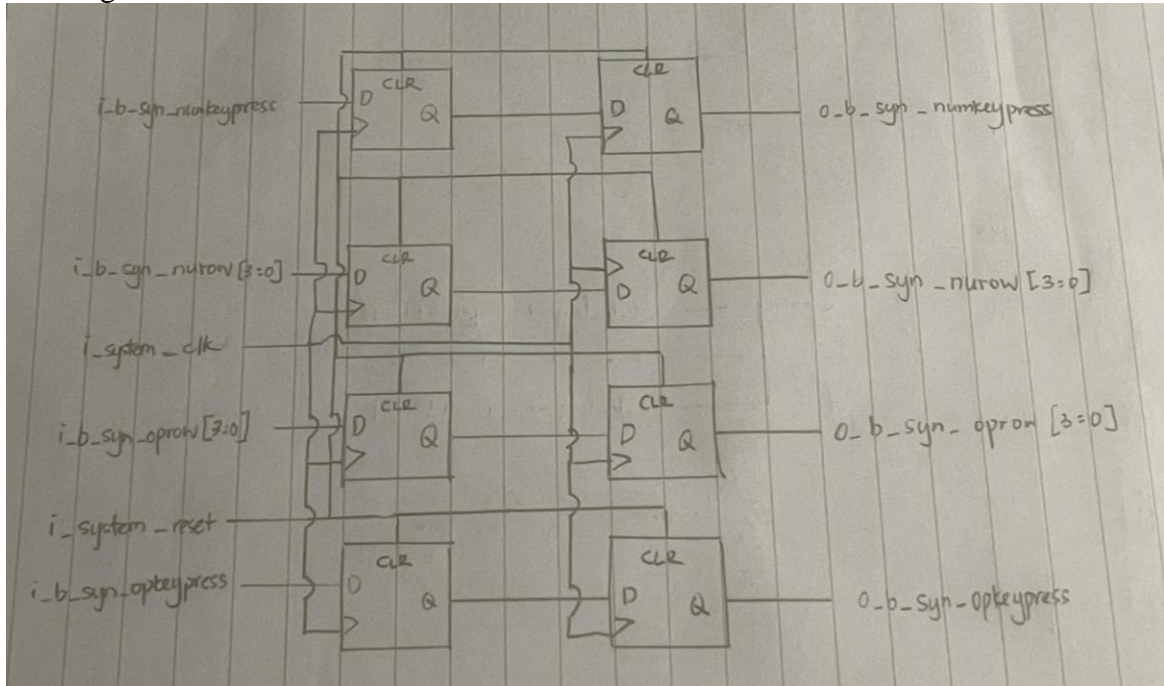 CLR
CLR
i_b_syn_numkeypress
D
Q
D
Q
o_b_syn_numkeypress
i_b_syn_nurow[3:0]
CLR
D
Q
CLR
D
Q
o_b_syn_nurow[3:0]
i_system_clk
CLR
CLR
i_b_syn_oprow[3:0]
D
Q
D
Q
o_b_syn_oprow[3:0]
i_system_reset
CLR
CLR
i_b_syn_opkeypress
D
Q
D
Q
o_b_syn_opkeypress